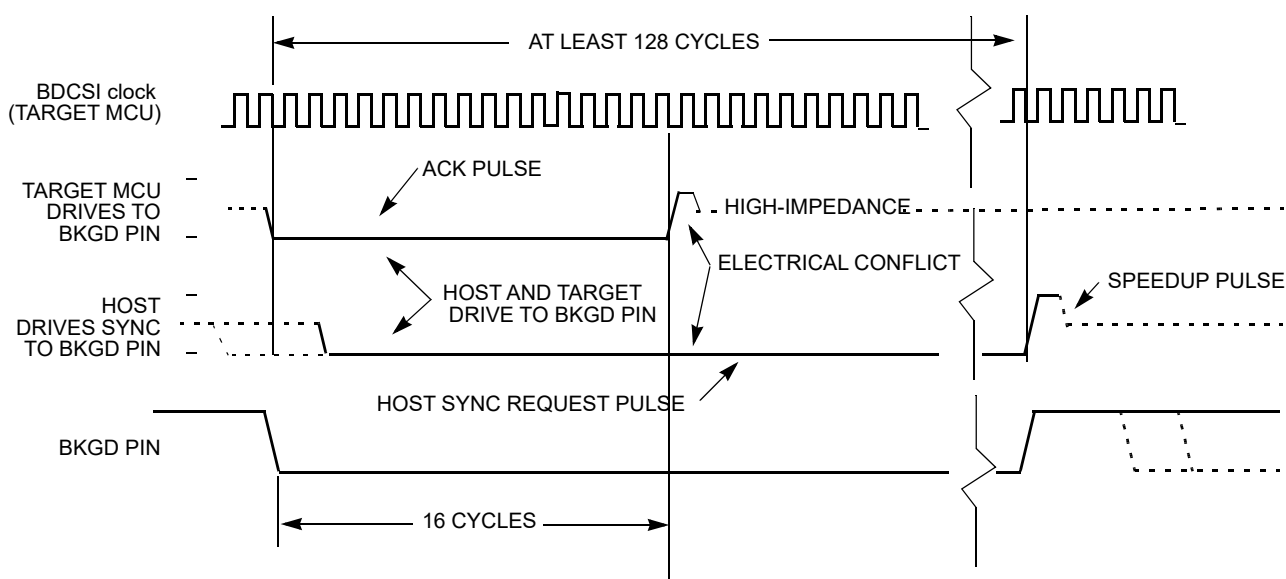 AT LEAST 128 CYCLES
BDCSI clock
(TARGET MCU)
ACK PULSE
TARGET MCU
DRIVES TO
BKGD PIN
HIGH-IMPEDANCE
ELECTRICAL CONFLICT
HOST AND TARGET
DRIVE TO BKGD PIN
SPEEDUP PULSE
HOST
DRIVES SYNC
TO BKGD PIN
HOST SYNC REQUEST PULSE
BKGD PIN
16 CYCLES